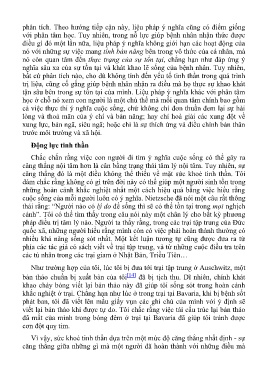 phân tích. Theo hướng tiếp cận này, liệu pháp ý nghĩa cũng có điểm giống
với phân tâm học. Tuy nhiên, trong nỗ lực giúp bệnh nhân nhận thức được
điều gì đó một lần nữa, liệu pháp ý nghĩa không giới hạn các hoạt động của
nó với những sự việc mang tính bản năng bên trong vô thức của cá nhân, mà
nó còn quan tâm đến thực trạng của sự tồn tại, chẳng hạn như đáp ứng ý
nghĩa sâu xa của sự tồn tại và khát khao lẽ sống của bệnh nhân. Tuy nhiên,
bất cứ phân tích nào, cho dù không tính đến yếu tố tinh thần trong quá trình
trị liệu, cũng cố gắng giúp bệnh nhân nhận ra điều mà họ thực sự khao khát
tận sâu bên trong sự tồn tại của mình. Liệu pháp ý nghĩa khác với phân tâm
học ở chỗ nó xem con người là một chủ thể mà mối quan tâm chính bao gồm
cả việc thực thi ý nghĩa cuộc sống, chứ không chỉ đơn thuần đem lại sự hài
lòng và thoả mãn của ý chí và bản năng; hay chỉ hoà giải các xung đột về
xung lực, bản ngã, siêu ngã; hoặc chỉ là sự thích ứng và điều chỉnh bản thân
trước môi trường và xã hội.
Động lực tinh thần
Chắc chắn rằng việc con người đi tìm ý nghĩa cuộc sống có thể gây ra
căng thẳng nội tâm hơn là cân bằng trạng thái tâm lý nội tâm. Tuy nhiên, sự
căng thẳng đó là một điều không thể thiếu về mặt sức khoẻ tinh thần. Tôi
dám chắc rằng không có gì trên đời này có thể giúp một người sinh tồn trong
những hoàn cảnh khắc nghiệt nhất một cách hiệu quả bằng việc hiểu rằng
cuộc sống của mỗi người luôn có ý nghĩa. Nietzsche đã nói một câu rất thông
thái rằng: “Người nào có lý do để sống thì sẽ có thể tồn tại trong mọi nghịch
cảnh”. Tôi có thể tìm thấy trong câu nói này một chân lý cho bất kỳ phương
pháp điều trị tâm lý nào. Người ta thấy rằng, trong các trại tập trung của Đức
quốc xã, những người hiểu rằng mình còn có việc phải hoàn thành thường có
nhiều khả năng sống sót nhất. Một kết luận tương tự cũng được đưa ra từ
phía các tác giả có sách viết về trại tập trung, và từ những cuộc điều tra trên
các tù nhân trong các trại giam ở Nhật Bản, Triều Tiên…
Như trường hợp của tôi, lúc tôi bị đưa tới trại tập trung ở Auschwitz, một
bản thảo chuẩn bị xuất bản của tôi[14] đã bị tịch thu. Dĩ nhiên, chính khát
khao cháy bỏng viết lại bản thảo này đã giúp tôi sống sót trong hoàn cảnh
khắc nghiệt ở trại. Chẳng hạn như lúc ở trong trại tại Bavaria, khi bị bệnh sốt
phát ban, tôi đã viết lên mẩu giấy vụn các ghi chú của mình với ý định sẽ
viết lại bản thảo khi được tự do. Tôi chắc rằng việc tái cấu trúc lại bản thảo
đã mất của mình trong bóng đêm ở trại tại Bavaria đã giúp tôi tránh được
cơn đột quỵ tim.
Vì vậy, sức khoẻ tinh thần dựa trên một mức độ căng thẳng nhất định - sự
căng thẳng giữa những gì mà một người đã hoàn thành với những điều mà